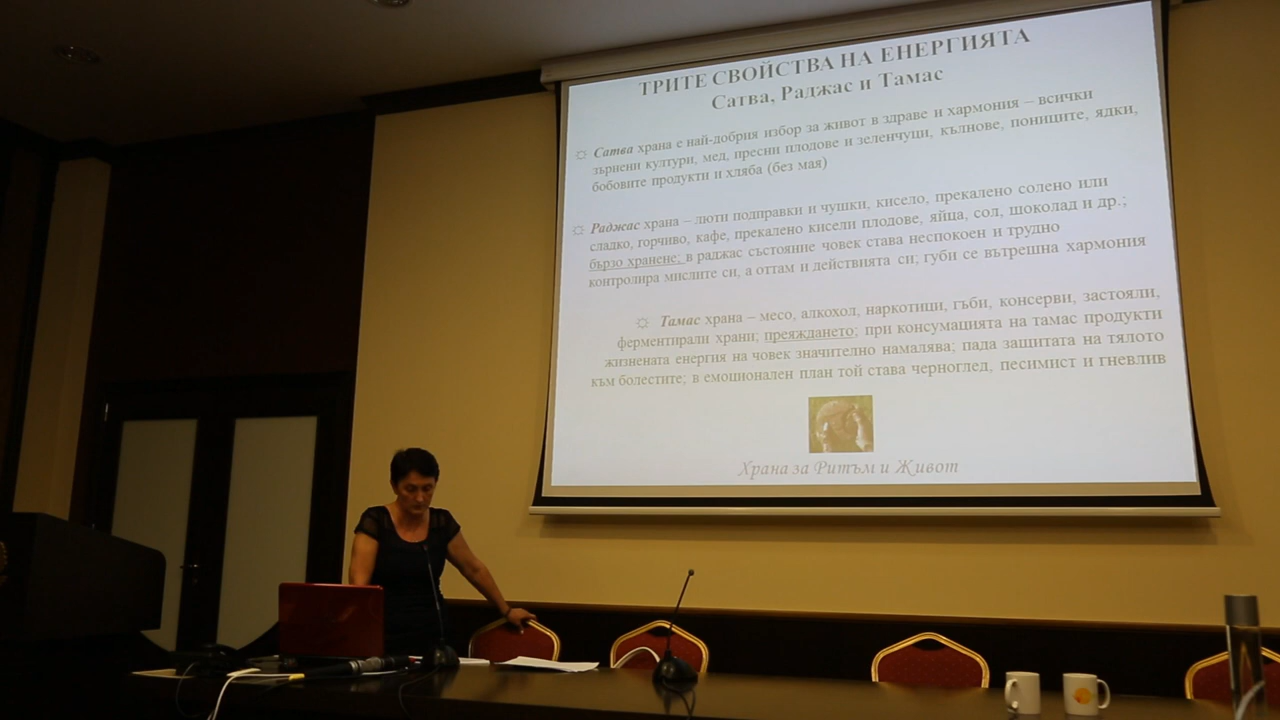 ТРИТЕ СВОЙСТВА НА ЕНЕРГИЯТА
Сатва, Раджас и Тамас
Сатва храна е най-добрия избор за живот в здраве и хармония – всички
зърнени култури, мед, пресни плодове и зеленчуци, кълнове, пониците, ядки,
бобовите продукти и хляба (без мая)
Раджас храна – люти подправки и чушки, кисело, прекалено солено или
сладко, горчиво, кафе, прекалено кисели плодове, яйца, сол, шоколад и др.;
бързо хранене; в раджас състояние човек става неспокоен и трудно
контролира мислите си, а оттам и действията си; губи се вътрешна хармония
Тамас храна – месо, алкохол, наркотици, гъби, консерви, застояли,
ферментирали храни; преяждането; при консумацията на тамас продукти
жизнената енергия на човек значително намалява; пада защитата на тялото
към болестите; в емоционален план той става черноглед, песимист и гневлив
Храна за Ритъм и Живот